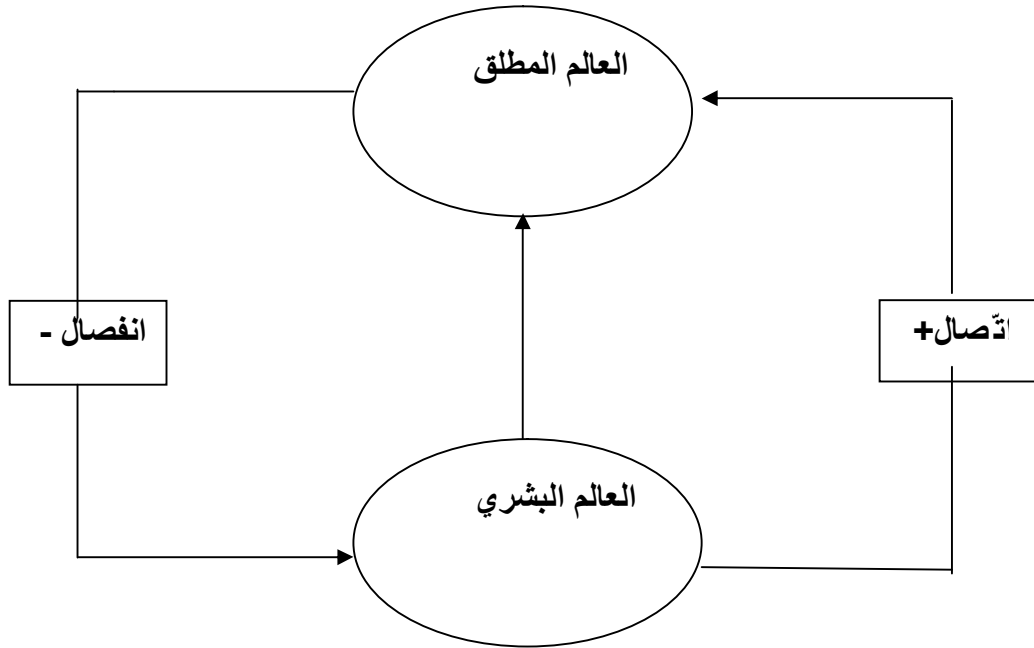 العالم المطلق
اتّصال+
انفصال -
العالم البشري